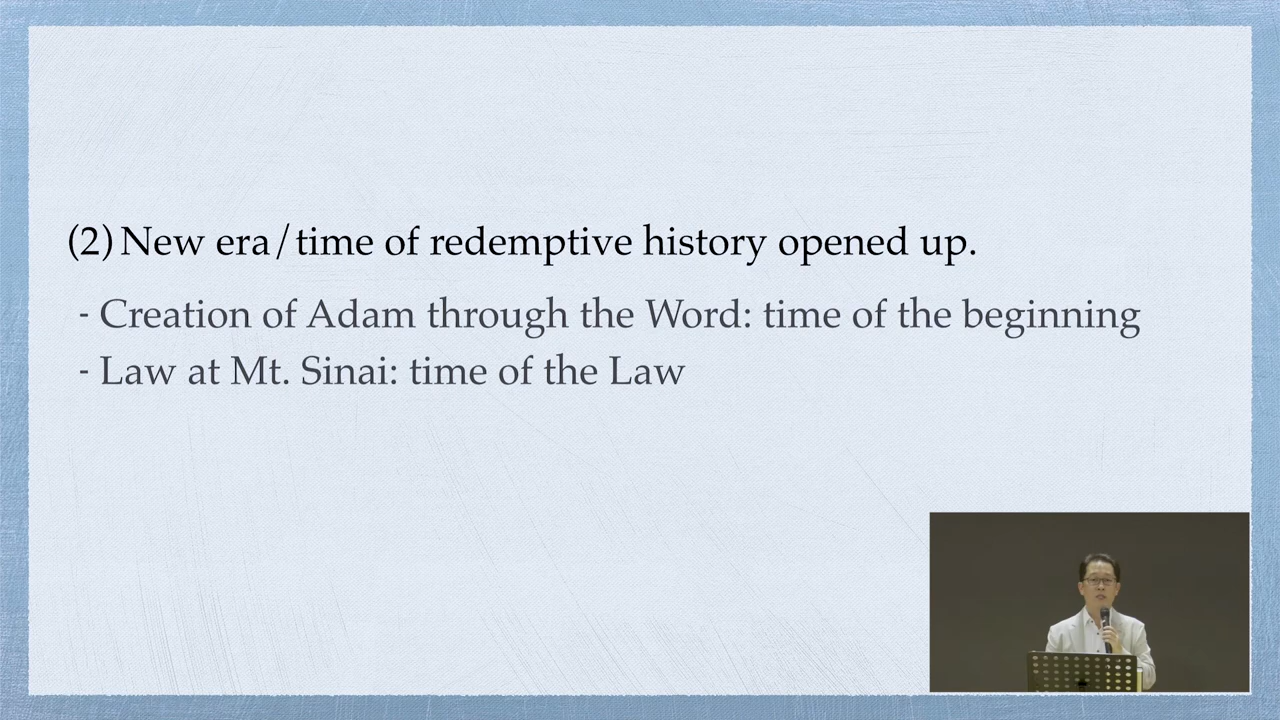 (2) New era/time of redemptive history opened up.
- Creation of Adam through the Word: time of the beginning
- Law at Mt. Sinai: time of the Law